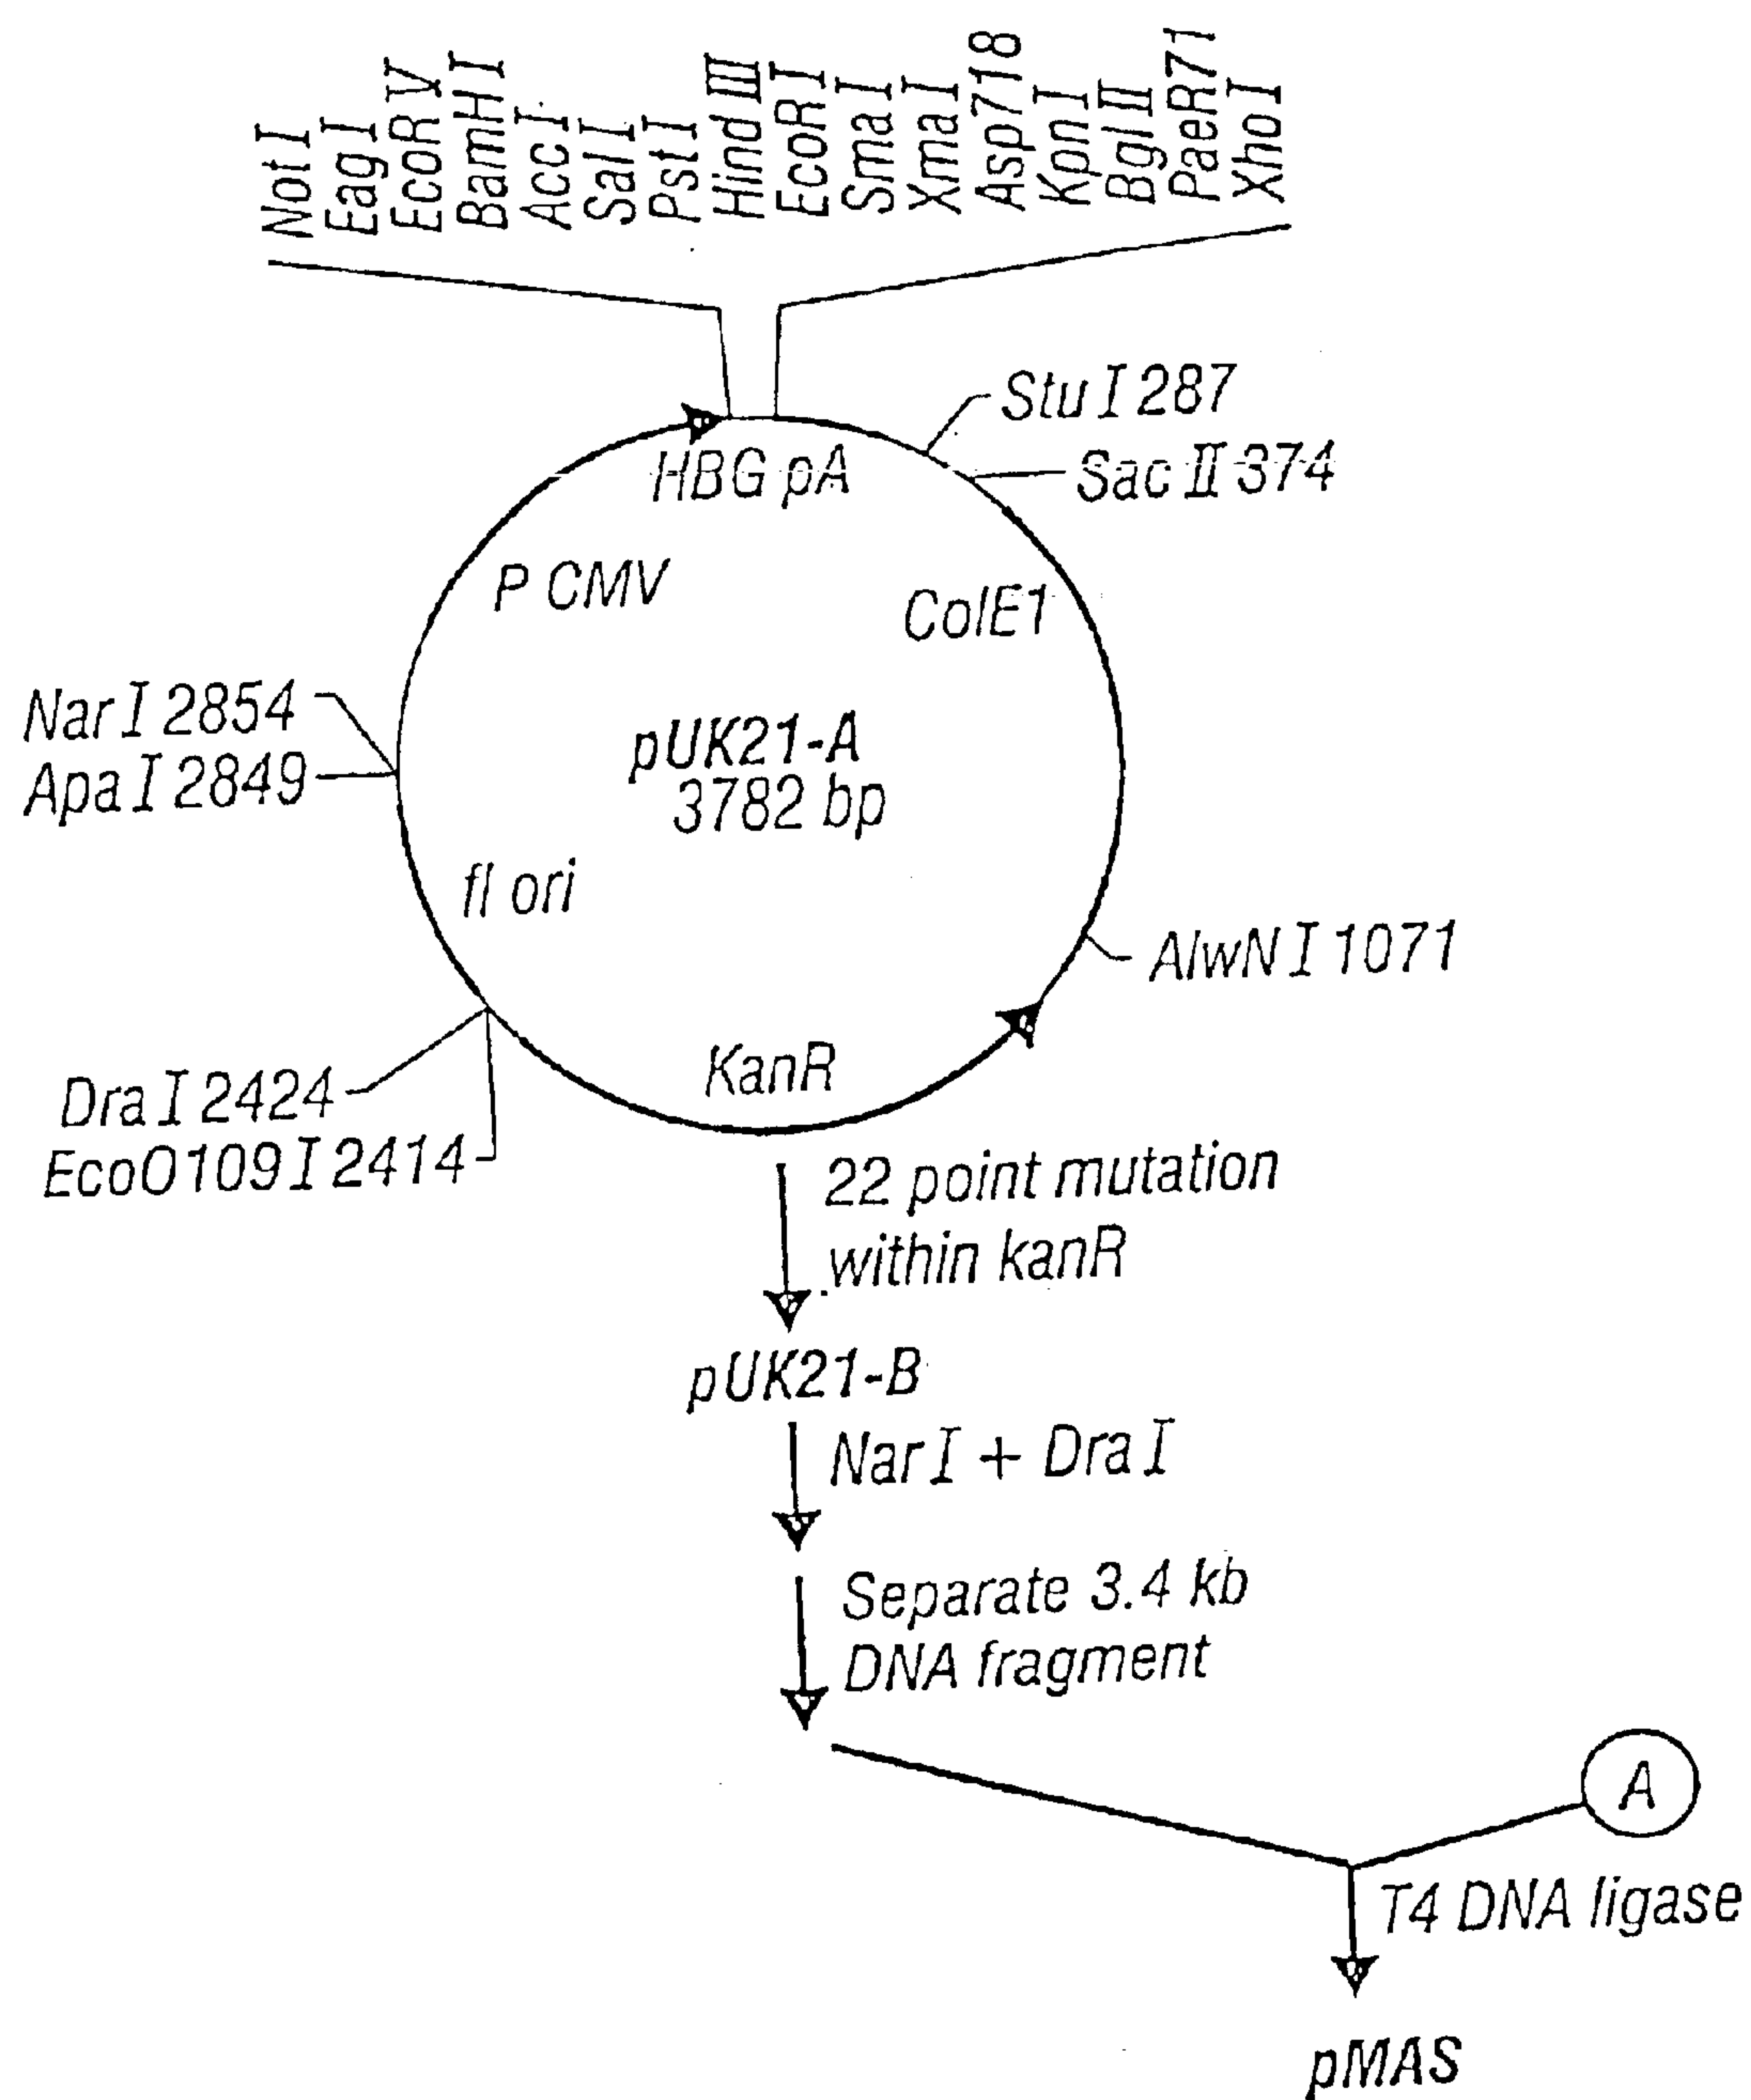 Not I
Eag I
EcoR V
BamH I
Acc I
Sal I
Pst I
Hind III
EcoR I
Sma I
Xma I
Asp718
Kpn I
Bgl II
PaeR71
Xho I
Stu I 287
Sac II 374
HBG pA
P CMV
ColE1
Nar I 2854
Apa I 2849
pUK21-A
3782 bp
fl ori
AlwN I 1071
KanR
Dra I 2424
EcoO109 I 2414
22 point mutation
within kanR
pUK21-B
Nar I + Dra I
Separate 3.4 kb
DNA fragment
A
T4 DNA ligase
pMAS